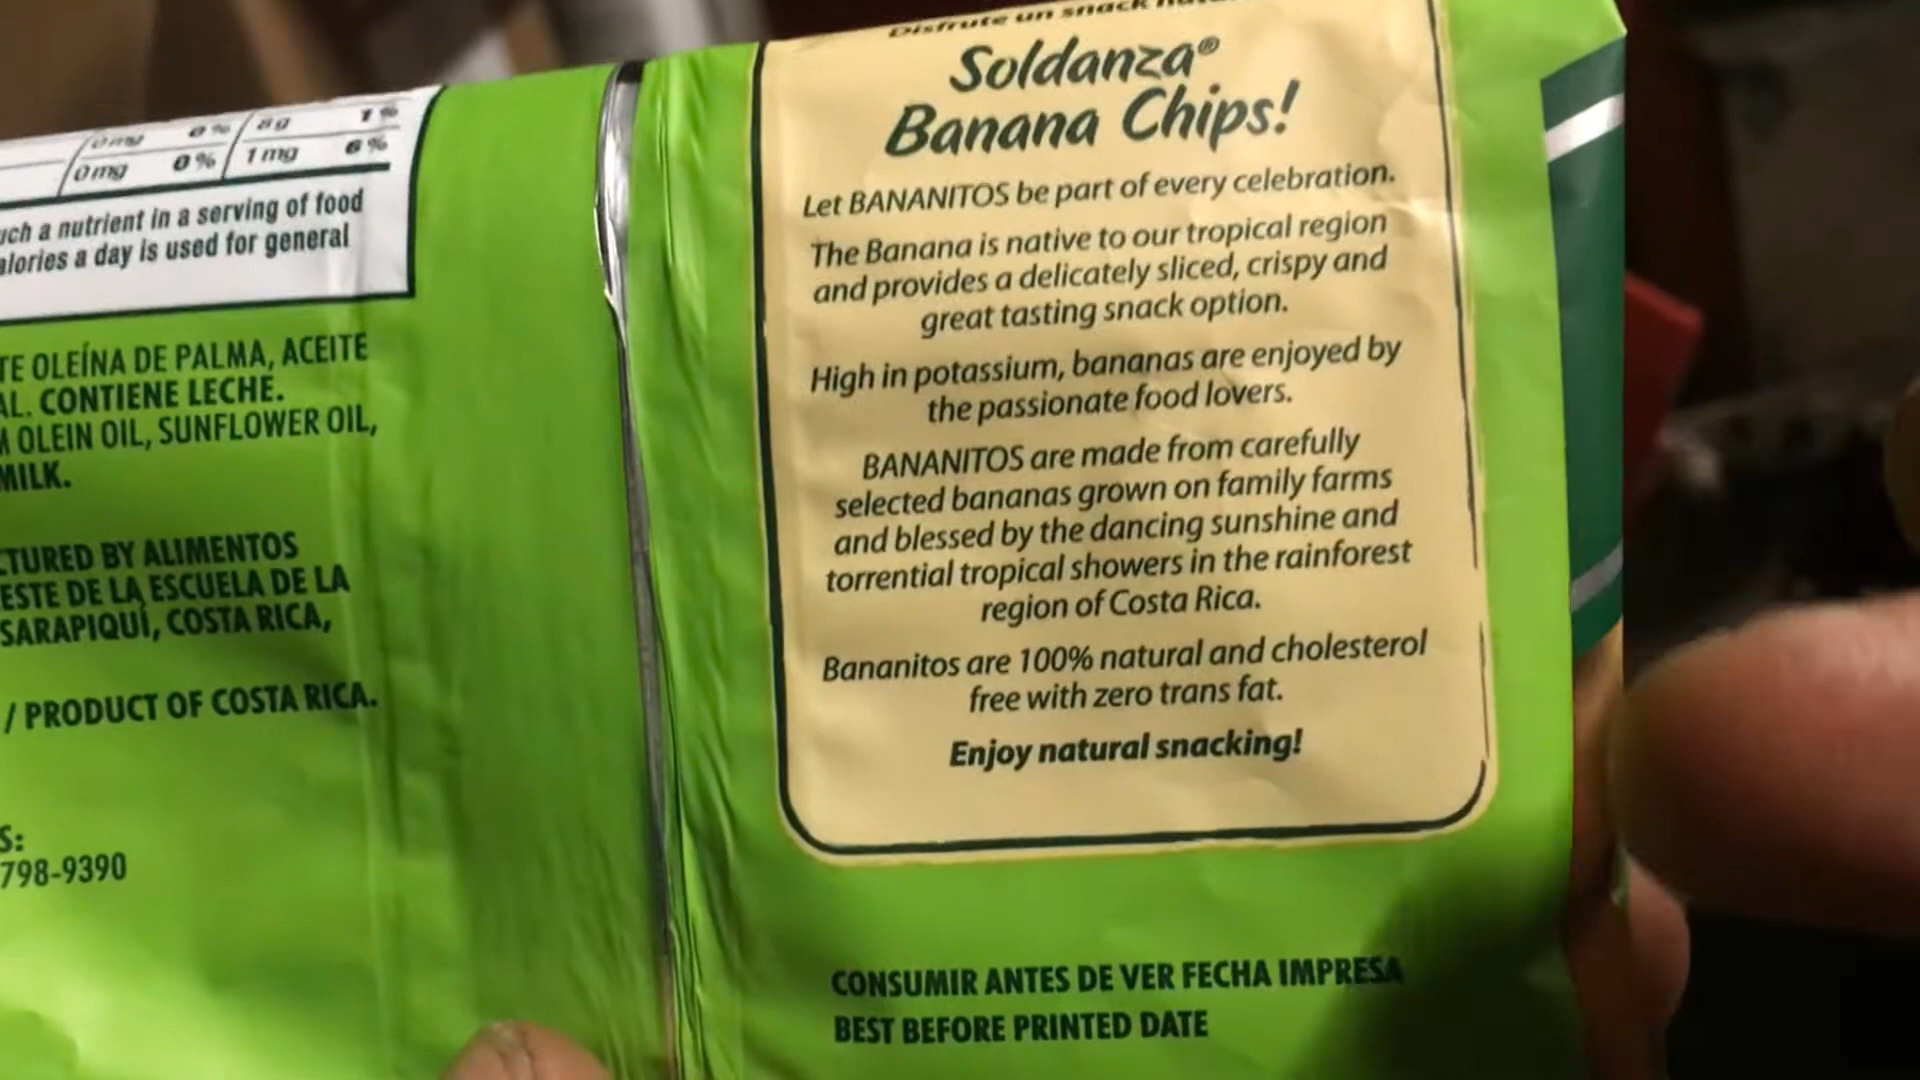 0mg 0% 8g 1%
0mg 0% 1mg 6%
uch a nutrient in a serving of food
alories a day is used for general
TE OLEÍNA DE PALMA, ACEITE
AL. CONTIENE LECHE.
M OLEIN OIL, SUNFLOWER OIL,
MILK.
CTURED BY ALIMENTOS
ESTE DE LA ESCUELA DE LA
SARAPIQUÍ, COSTA RICA,
/ PRODUCT OF COSTA RICA.
S:
798-9390
Disfrute un snack
Soldanza®
Banana Chips!
Let BANANITOS be part of every celebration.
The Banana is native to our tropical region
and provides a delicately sliced, crispy and
great tasting snack option.
High in potassium, bananas are enjoyed by
the passionate food lovers.
BANANITOS are made from carefully
selected bananas grown on family farms
and blessed by the dancing sunshine and
torrential tropical showers in the rainforest
region of Costa Rica.
Bananitos are 100% natural and cholesterol
free with zero trans fat.
Enjoy natural snacking!
CONSUMIR ANTES DE VER FECHA IMPRESA
BEST BEFORE PRINTED DATE